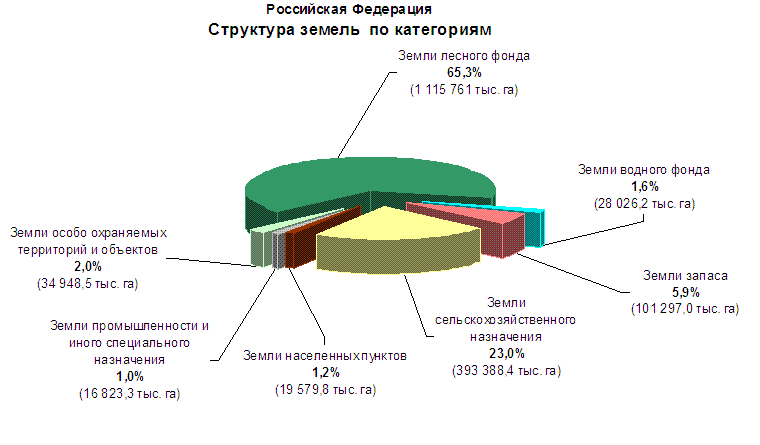 Российская Федерация
Структура земель по категориям
Земли лесного фонда
65,3%
(1 115 761 тыс. га)
Земли водного фонда
1,6%
(28 026,2 тыс. га)
Земли особо охраняемых
территорий и объектов
2,0%
(34 948,5 тыс. га)
Земли запаса
5,9%
(101 297,0 тыс. га)
Земли
сельскохозяйственного
назначения
23,0%
(393 388,4 тыс. га)
Земли промышленности и
иного специального
назначения
1,0%
(16 823,3 тыс. га)
Земли населенных пунктов
1,2%
(19 579,8 тыс. га)